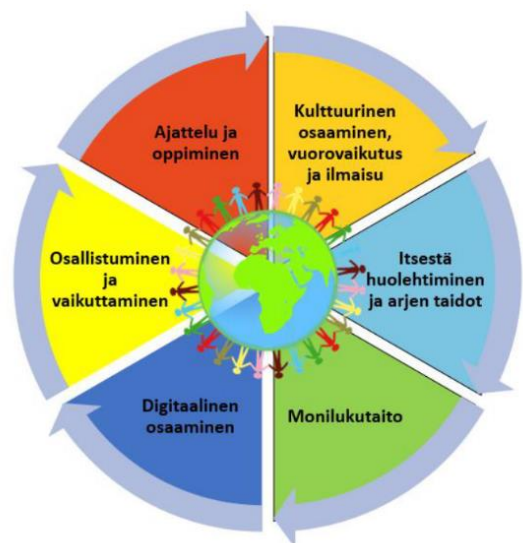 Ajattelu ja
oppiminen
Kulttuurinen
osaaminen,
vuorovaikutus
ja ilmaisu
Itsestä
huolehtiminen
ja arjen taidot
Monilukutaito
Digitaalinen
osaaminen
Osallistuminen
ja
vaikuttaminen